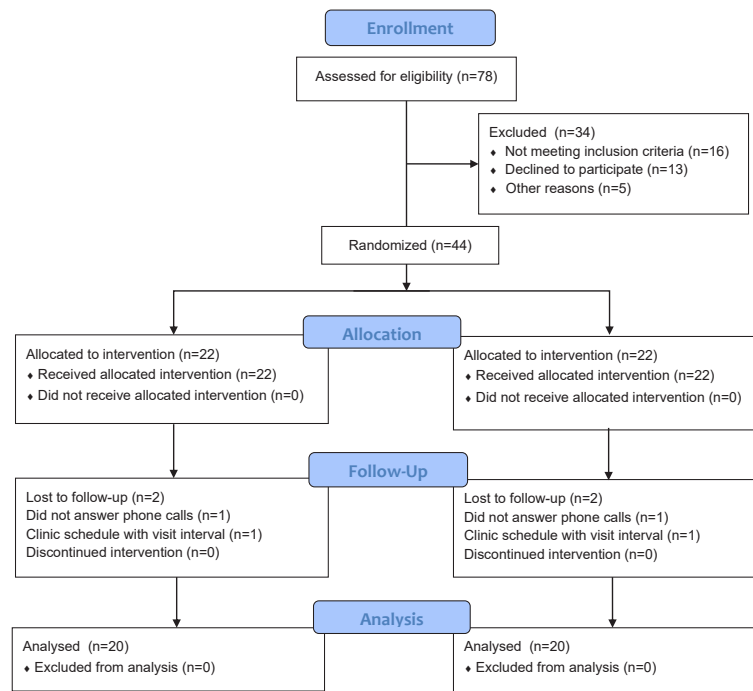 Enrollment
Assessed for eligibility (n=78)
Excluded (n=34)
♦ Not meeting inclusion criteria (n=16)
♦ Declined to participate (n=13)
♦ Other reasons (n=5)
Randomized (n=44)
Allocation
Allocated to intervention (n=22)
♦ Received allocated intervention (n=22)
♦ Did not receive allocated intervention (n=0)
Allocated to intervention (n=22)
♦ Received allocated intervention (n=22)
♦ Did not receive allocated intervention (n=0)
Follow-Up
Lost to follow-up (n=2)
Did not answer phone calls (n=1)
Clinic schedule with visit interval (n=1)
Discontinued intervention (n=0)
Lost to follow-up (n=2)
Did not answer phone calls (n=1)
Clinic schedule with visit interval (n=1)
Discontinued intervention (n=0)
Analysis
Analysed (n=20)
♦ Excluded from analysis (n=0)
Analysed (n=20)
♦ Excluded from analysis (n=0)